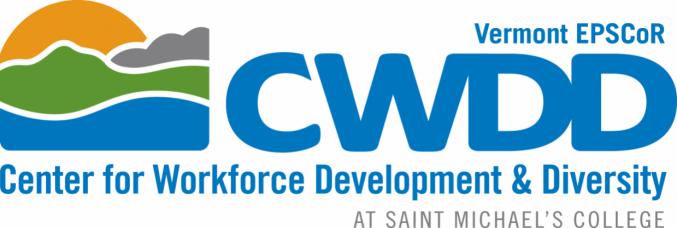 Vermont EPSCoR
CWDD
Center for Workforce Development & Diversity
AT SAINT MICHAEL'S COLLEGE